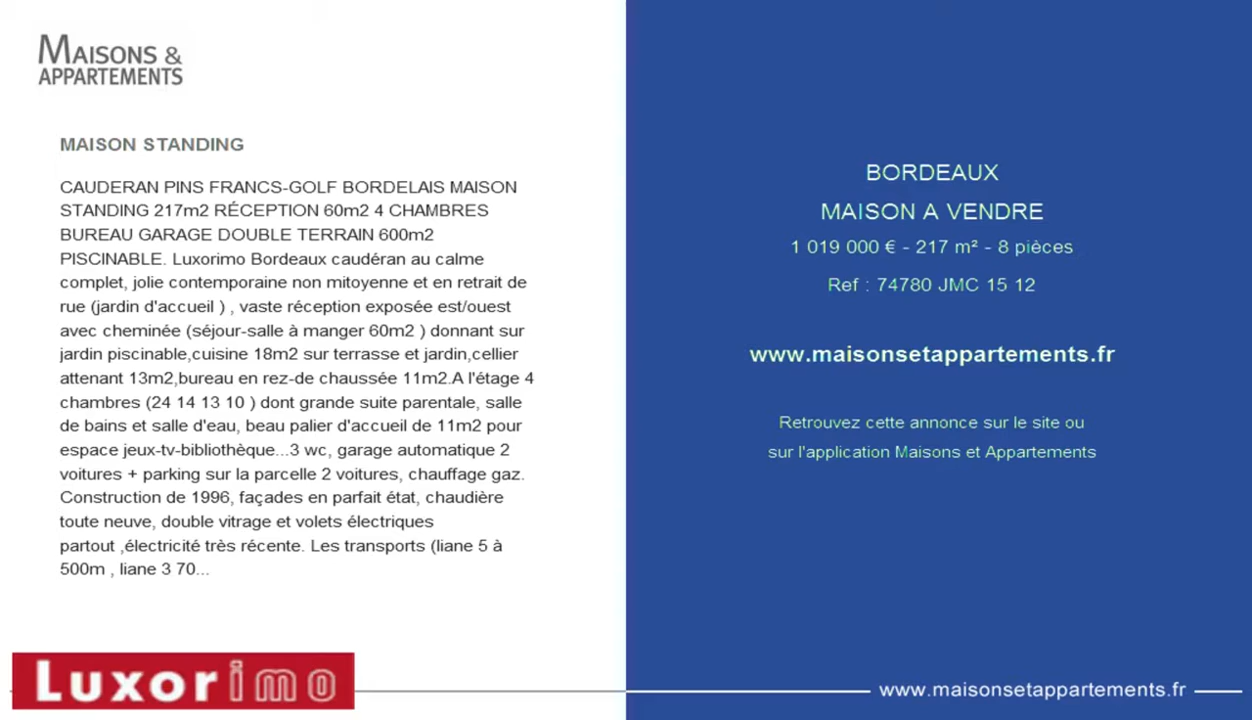 MAISONS &
APPARTEMENTS
MAISON STANDING
CAUDERAN PINS FRANCS-GOLF BORDELAIS MAISON
STANDING 217m2 RÉCEPTION 60m2 4 CHAMBRES
BUREAU GARAGE DOUBLE TERRAIN 600m2
PISCINABLE. Luxorimo Bordeaux caudéran au calme
complet, jolie contemporaine non mitoyenne et en retrait de
rue (jardin d'accueil ) , vaste réception exposée est/ouest
avec cheminée (séjour-salle à manger 60m2 ) donnant sur
jardin piscinable,cuisine 18m2 sur terrasse et jardin,cellier
attenant 13m2,bureau en rez-de chaussée 11m2.A l'étage 4
chambres (24 14 13 10 ) dont grande suite parentale, salle
de bains et salle d'eau, beau palier d'accueil de 11m2 pour
espace jeux-tv-bibliothèque...3 wc, garage automatique 2
voitures + parking sur la parcelle 2 voitures, chauffage gaz.
Construction de 1996, façades en parfait état, chaudière
toute neuve, double vitrage et volets électriques
partout ,électricité très récente. Les transports (liane 5 à
500m , liane 3 70...
Luxorimo
BORDEAUX
MAISON A VENDRE
1 019 000 € - 217 m² - 8 pièces
Ref : 74780 JMC 15 12
www.maisonsetappartements.fr
Retrouvez cette annonce sur le site ou
sur l'application Maisons et Appartements
www.maisonsetappartements.fr